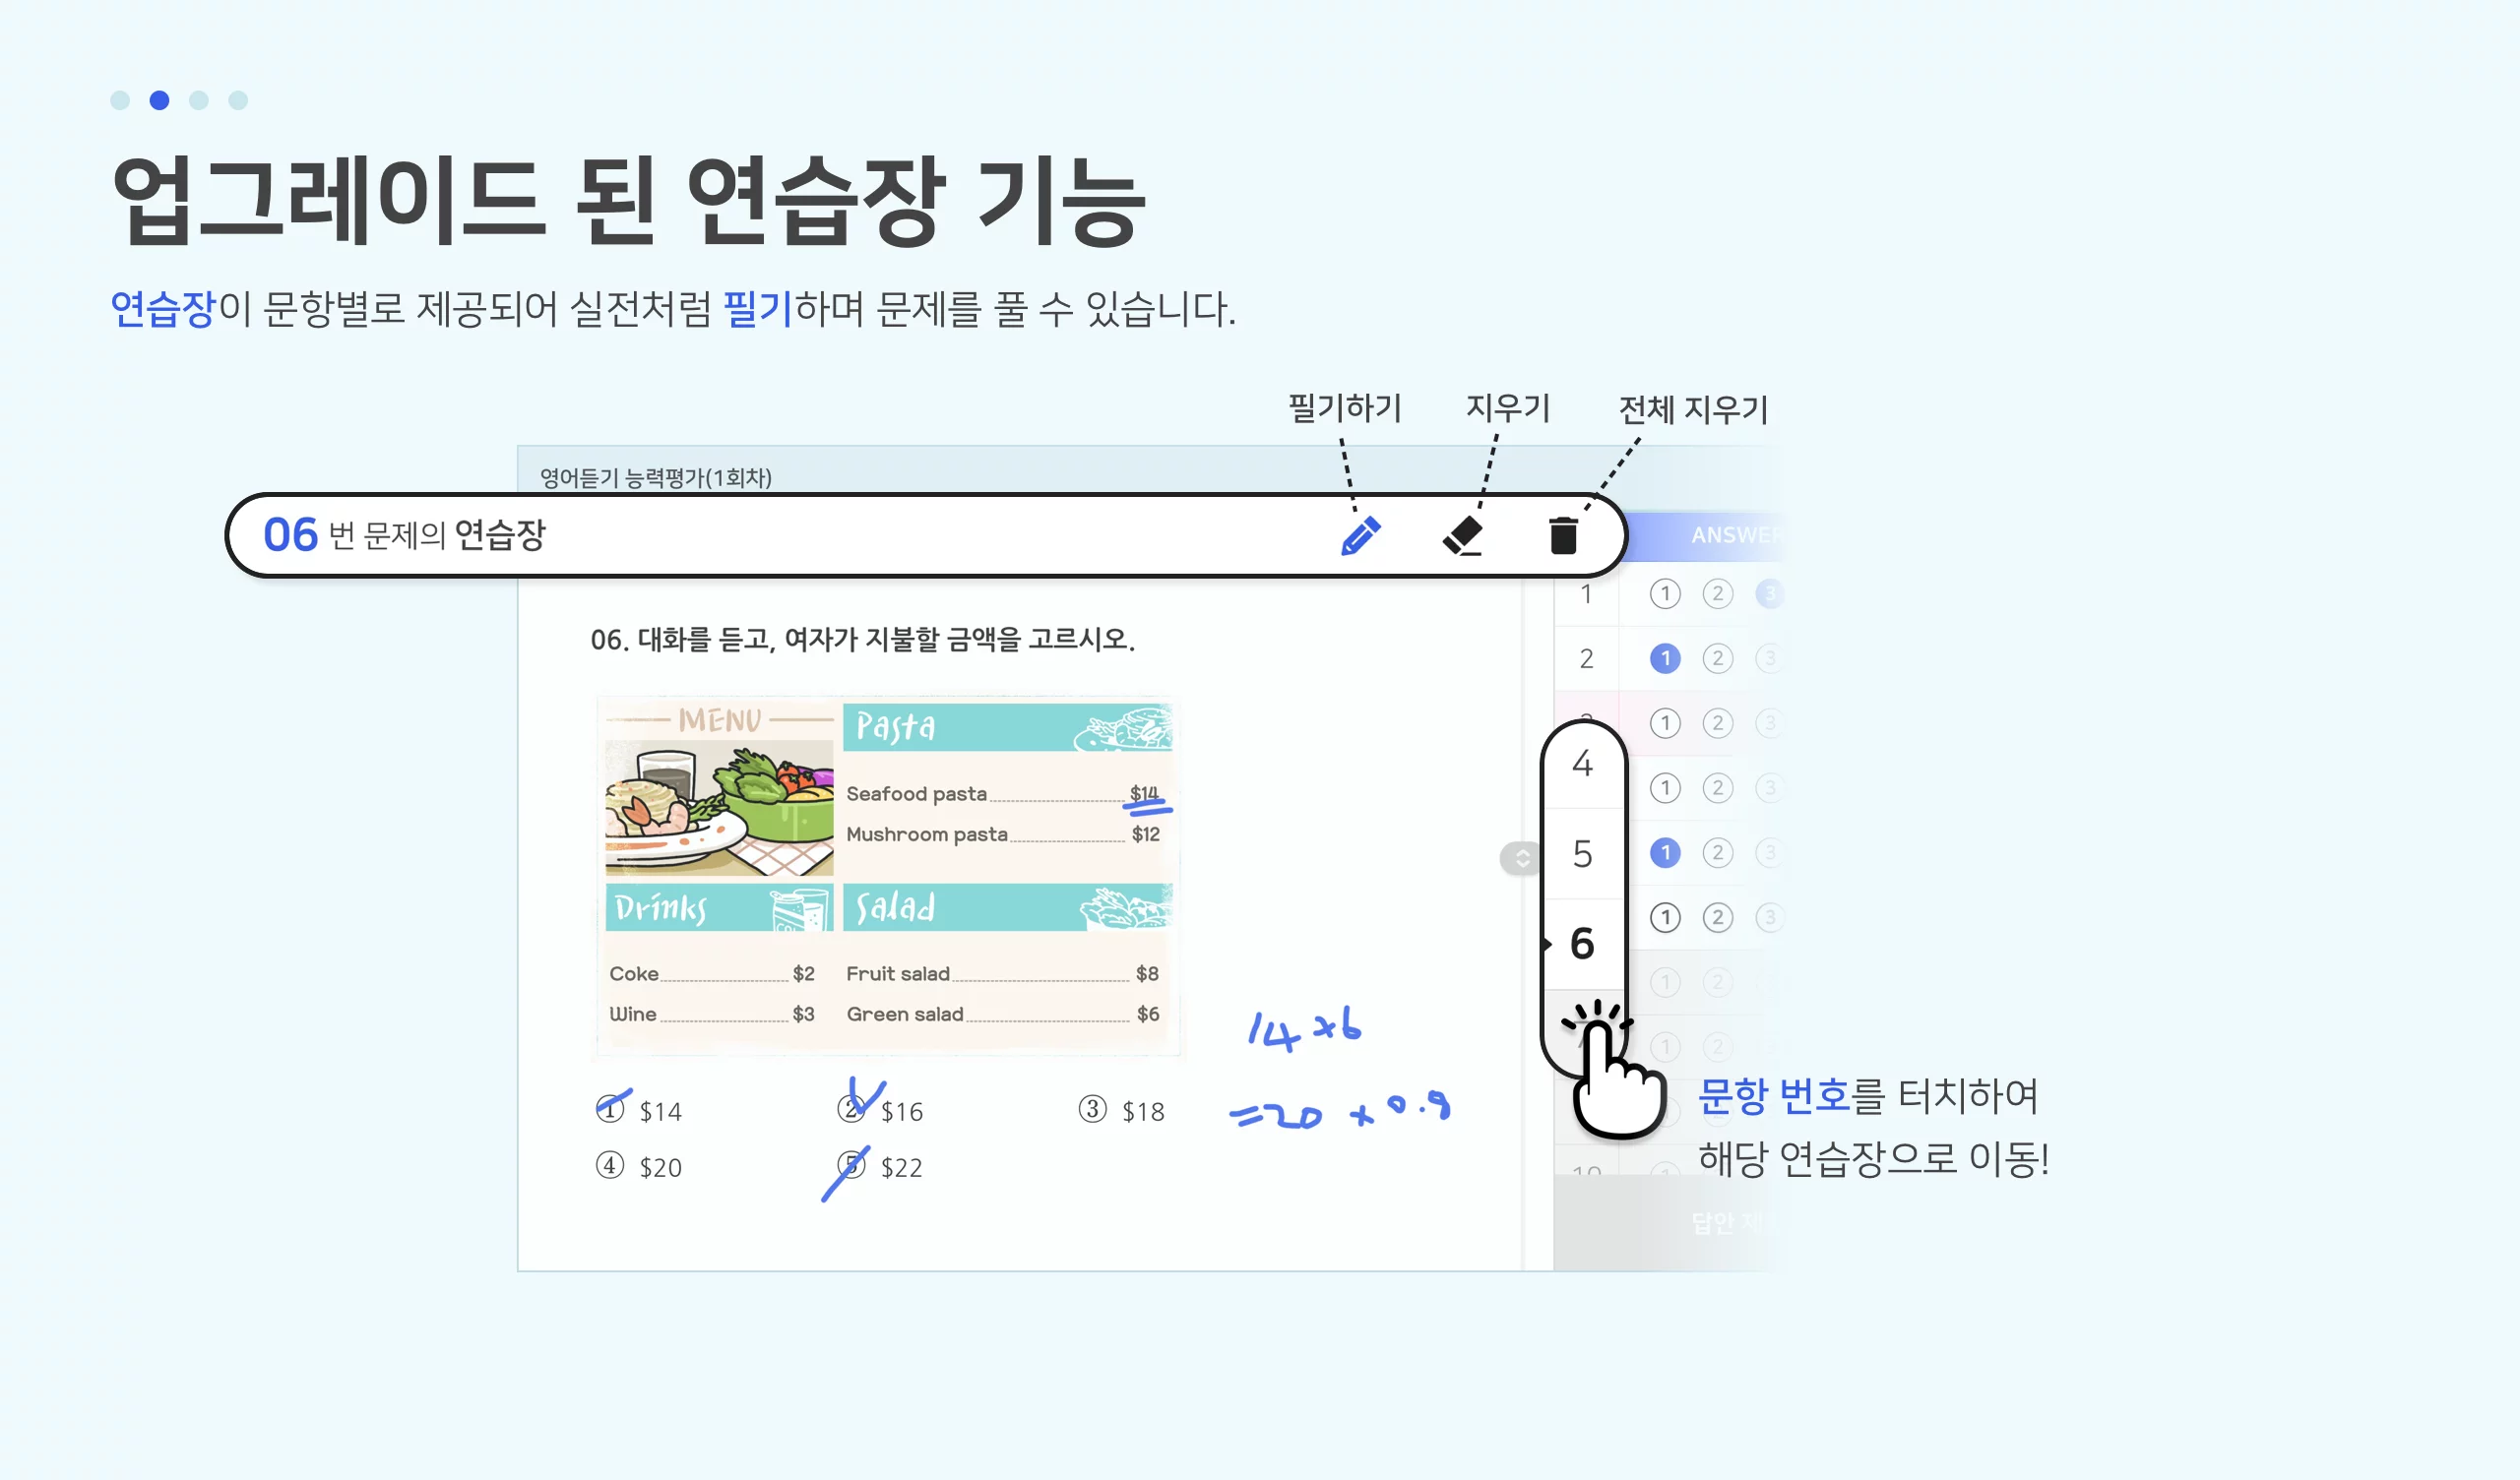 업그레이드 된 연습장 기능
연습장이 문항별로 제공되어 실전처럼 필기하며 문제를 풀 수 있습니다.
필기하기 지우기 전체 지우기
영어듣기 능력평가(1회차)
06 번 문제의 연습장
ANSWER
06. 대화를 듣고, 여자가 지불할 금액을 고르시오.
MENU
Pasta
Seafood pasta $14
Mushroom pasta $12
Drinks
Coke $2
Wine $3
Salad
Fruit salad $8
Green salad $6
① $14 ② $16 ③ $18
④ $20 ⑤ $22
14 +6
=20 × 0.8
1 ① ② ③
2 ① ② ③
① ② ③
4 ① ② ③
5 ① ② ③
6 ① ② ③
① ②
7 ① ②
10 ①
문항 번호를 터치하여
해당 연습장으로 이동!
답안